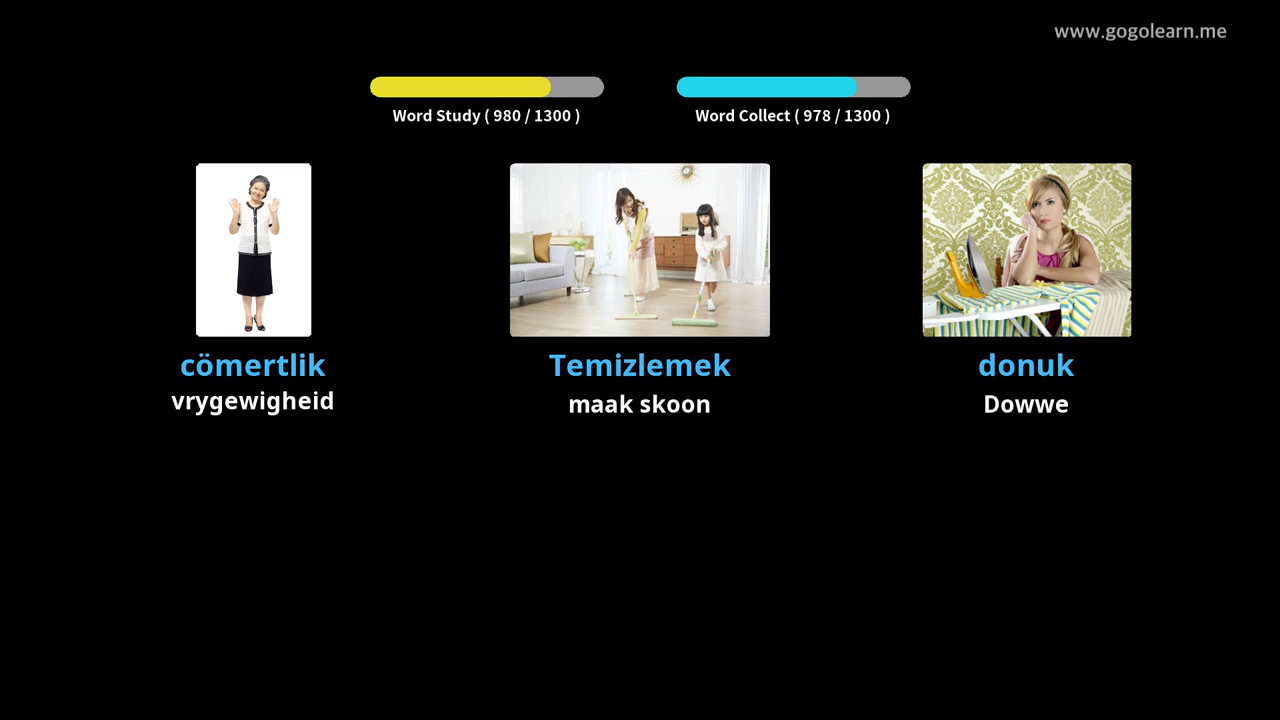 www.gogolearn.me
Word Study ( 980 / 1300 )
Word Collect ( 978 / 1300 )
cömertlik
Temizlemek
donuk
vrygewigheid
maak skoon
Dowwe